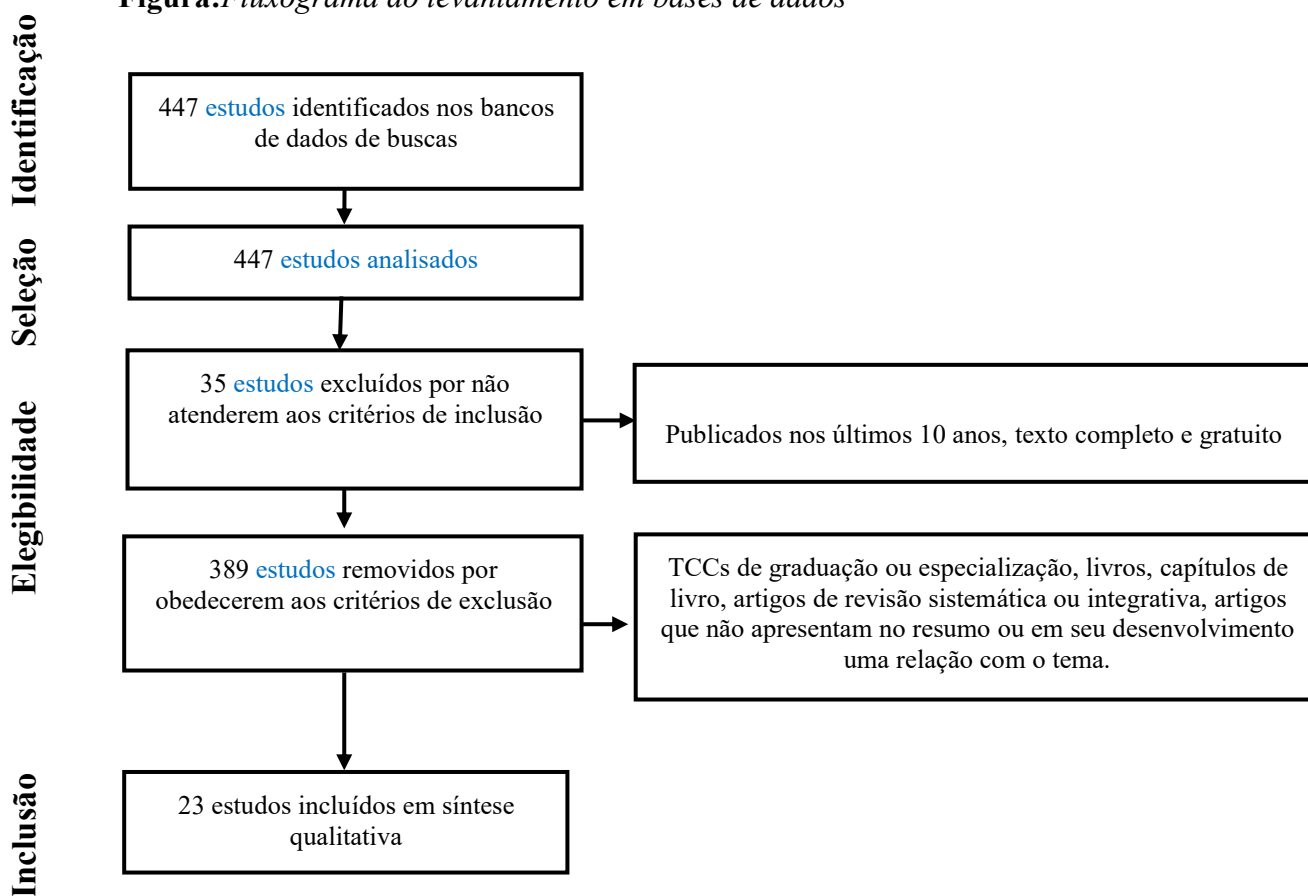 Figura.Fluxograma do levantamento em bases de dados
Identificação
447 estudos identificados nos bancos
de dados de buscas
Seleção
447 estudos analisados
Elegibilidade
35 estudos excluídos por não
atenderem aos critérios de inclusão
Publicados nos últimos 10 anos, texto completo e gratuito
389 estudos removidos por
obedecerem aos critérios de exclusão
TCCs de graduação ou especialização, livros, capítulos de
livro, artigos de revisão sistemática ou integrativa, artigos
que não apresentam no resumo ou em seu desenvolvimento
uma relação com o tema.
Inclusão
23 estudos incluídos em síntese
qualitativa